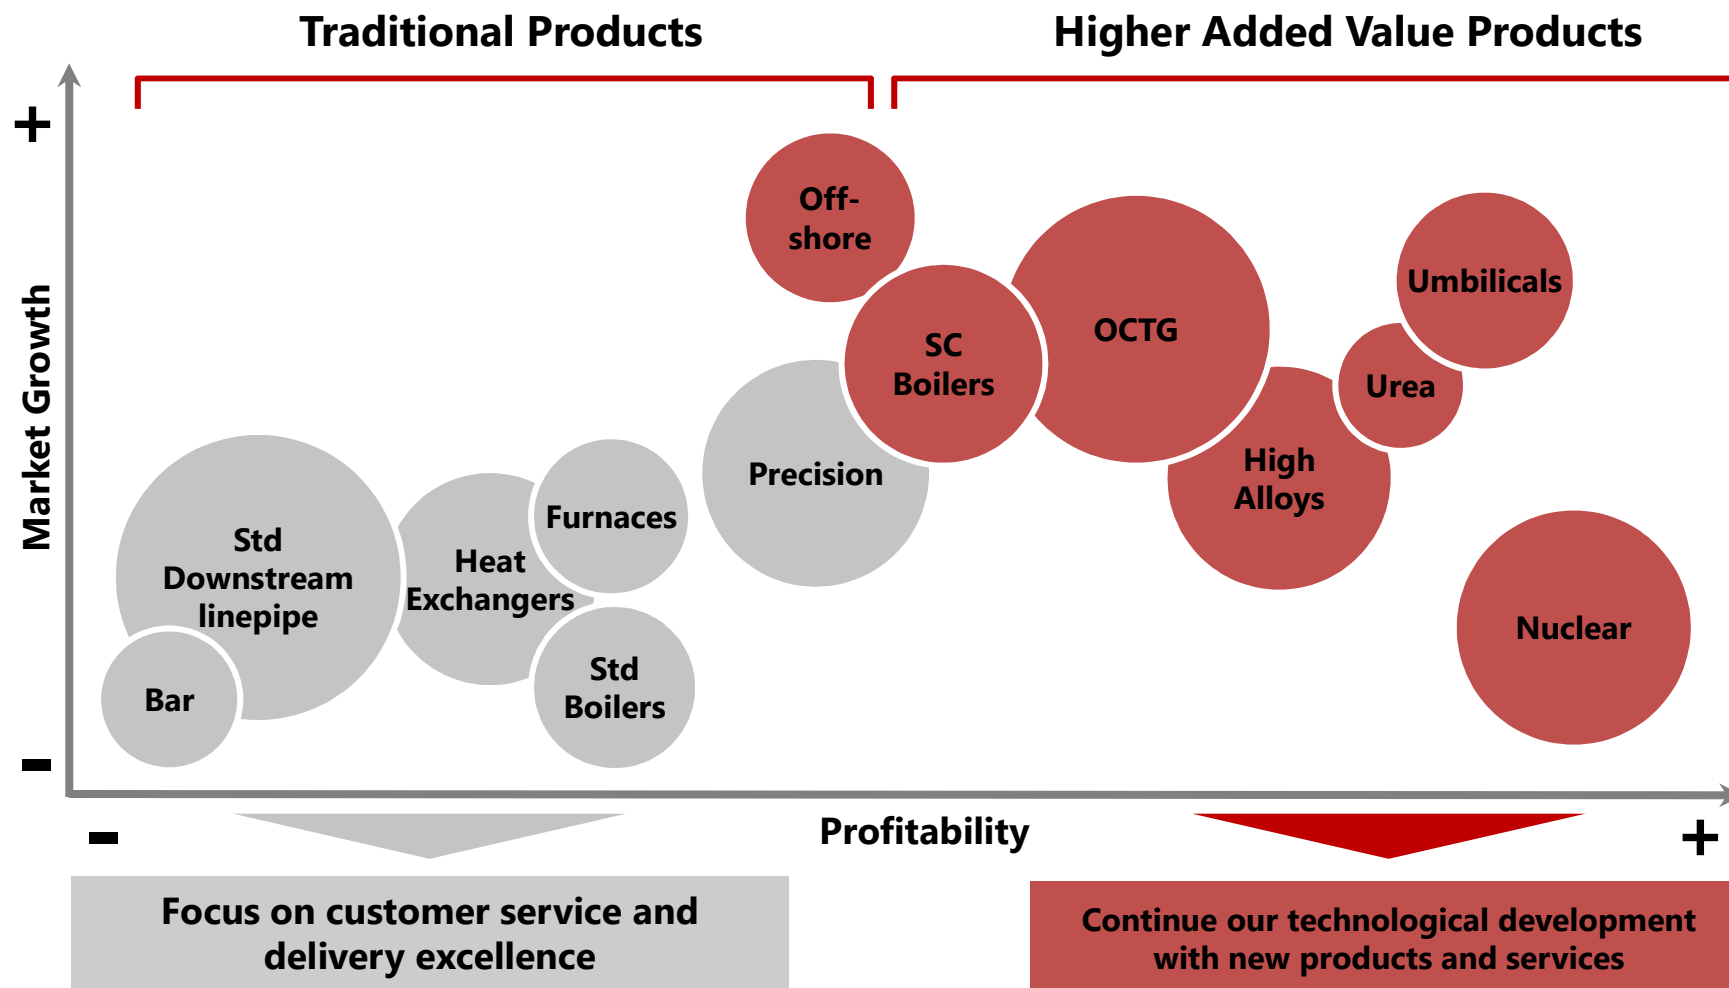 Traditional Products
Higher Added Value Products
+
Market Growth
-
Off-
shore
SC
Boilers
OCTG
Umbilicals
Urea
High
Alloys
Precision
Nuclear
Furnaces
Heat
Exchangers
Std
Downstream
linepipe
Bar
Std
Boilers
-
Profitability
+
Focus on customer service and
delivery excellence
Continue our technological development
with new products and services